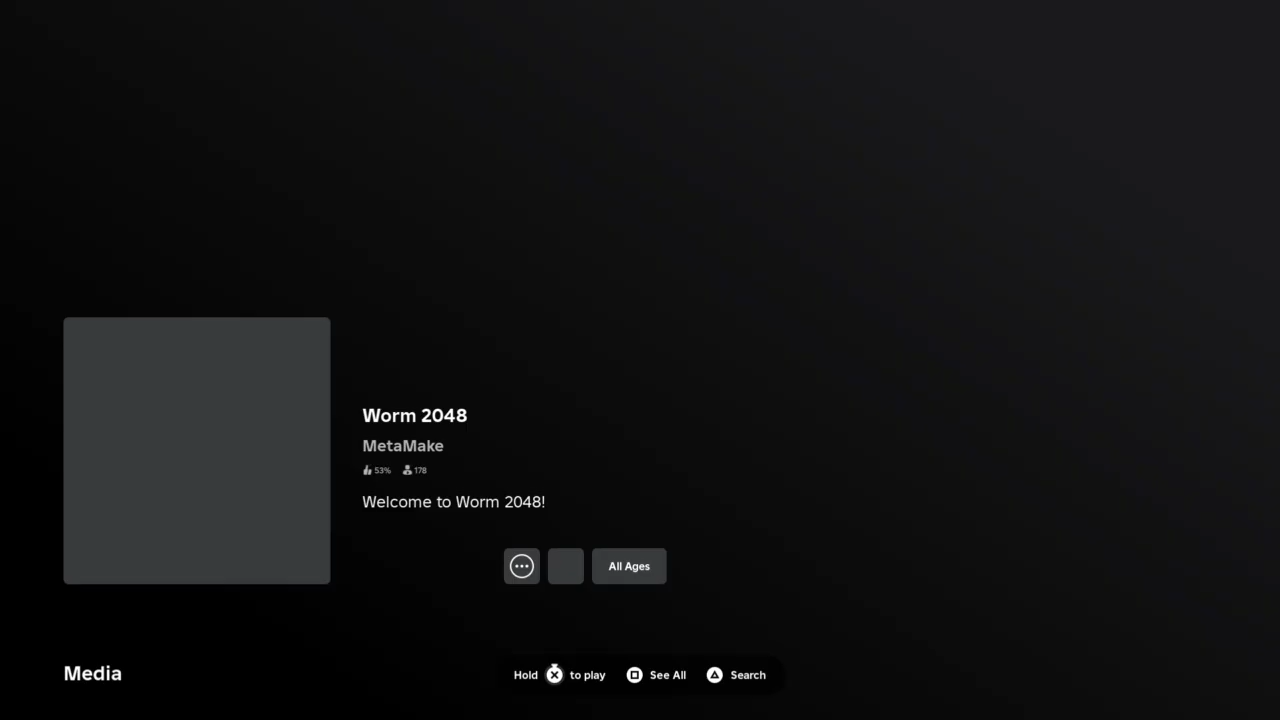 Worm 2048
MetaMake
53% 178
Welcome to Worm 2048!
All Ages
Media
Hold to play See All Search